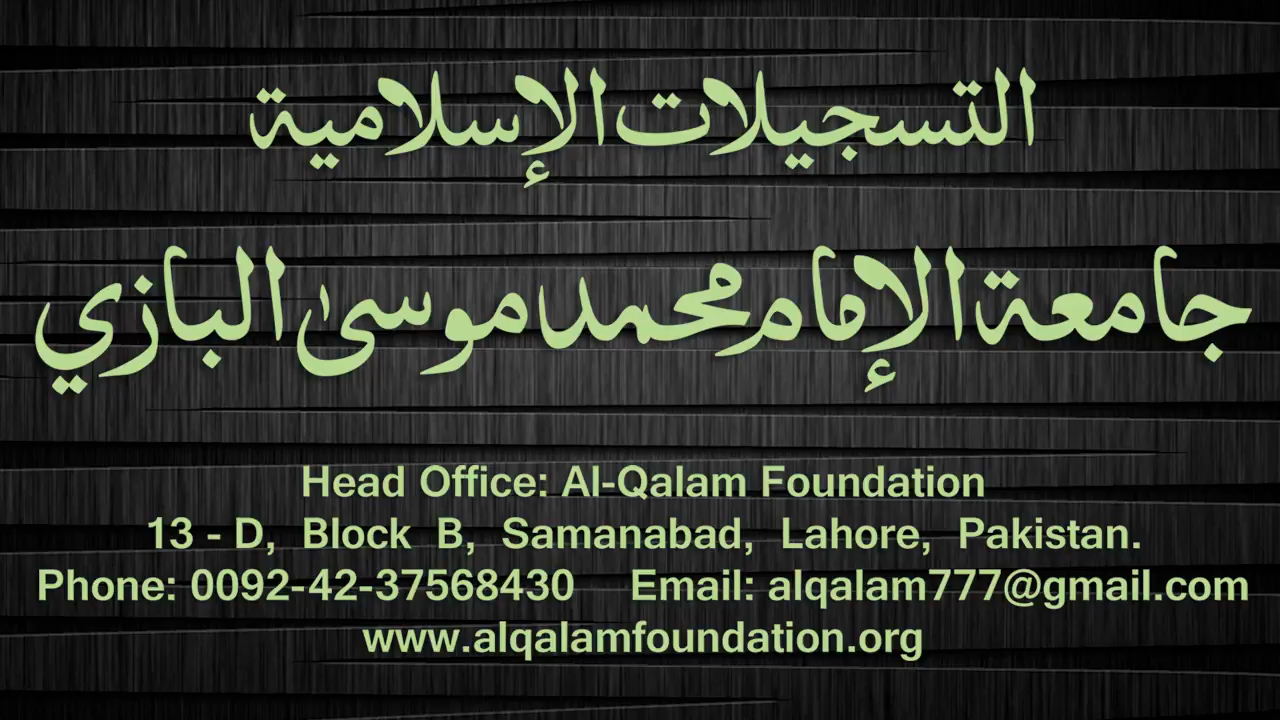 التسجيلات الإسلامية
جامعة الإمام محمد موسىٰ البازي
Head Office: Al-Qalam Foundation
13 - D, Block B, Samanabad, Lahore, Pakistan.
Phone: 0092-42-37568430 Email: alqalam777@gmail.com
www.alqalamfoundation.org